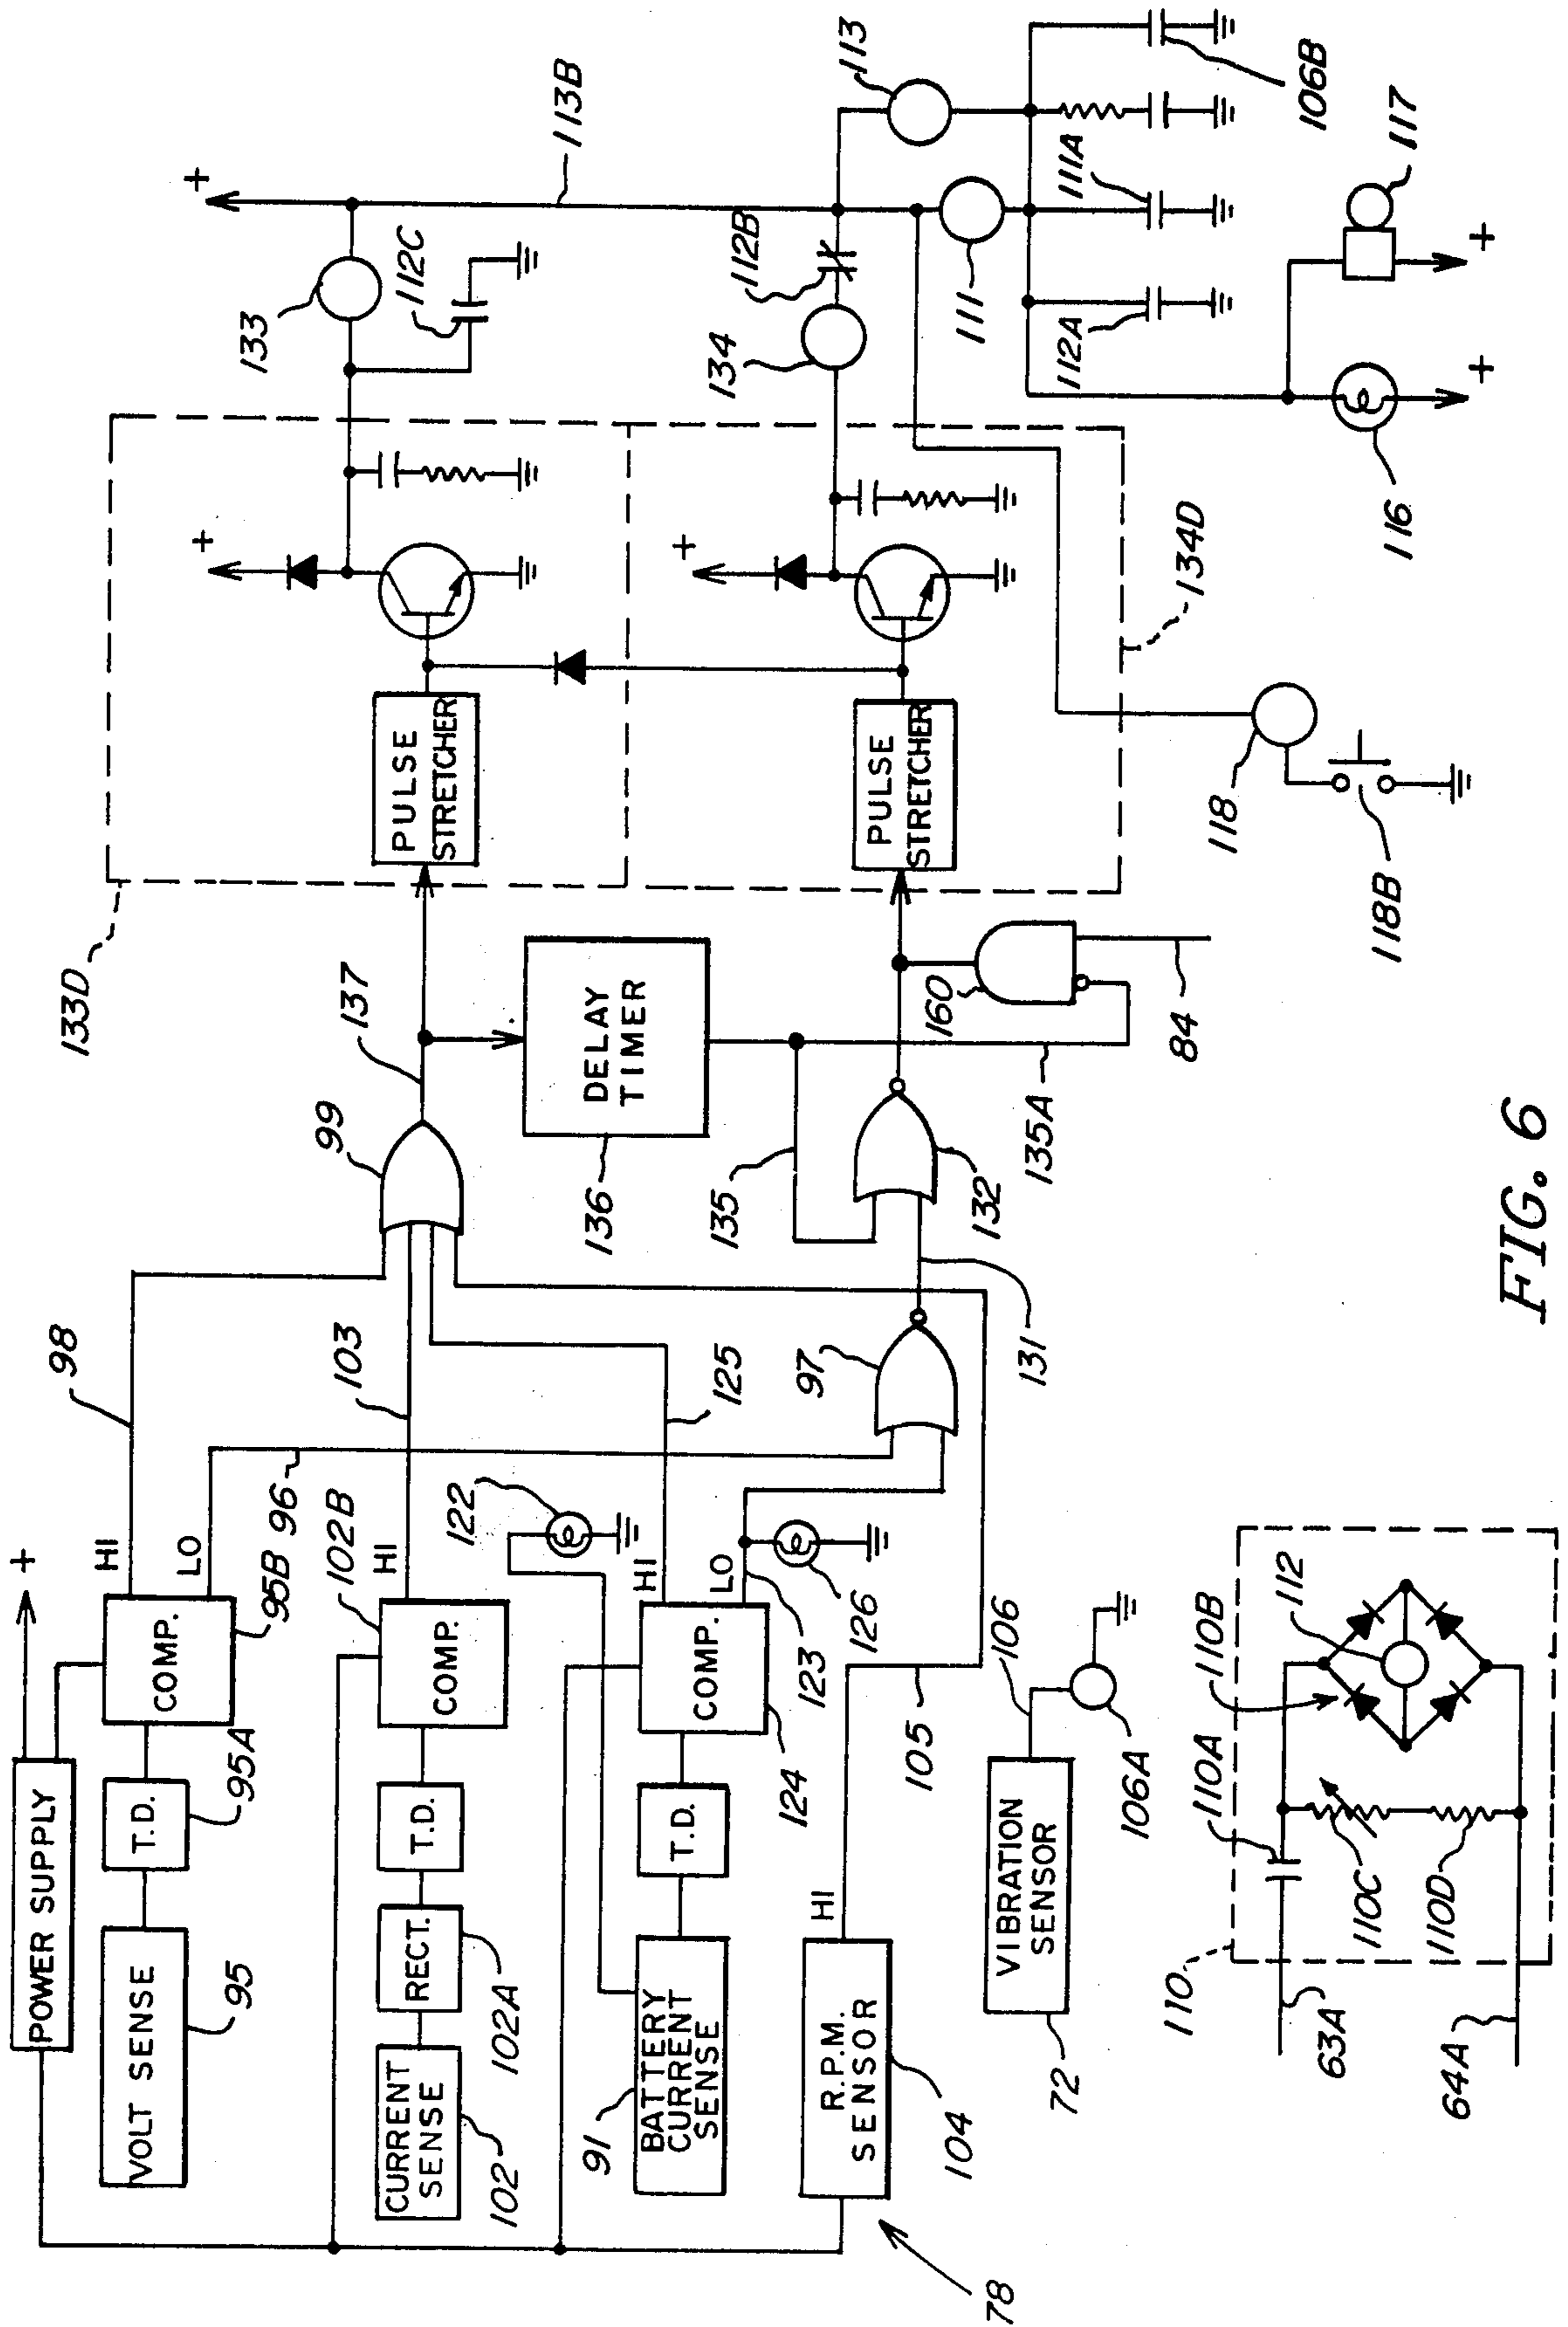 POWER SUPPLY
+
VOLT SENSE
95
T.D.
95A
COMP.
95B
HI
LO
98
96
CURRENT
SENSE
102
RECT.
102A
T.D.
COMP.
102B
HI
103
122
BATTERY
CURRENT
SENSE
91
T.D.
COMP.
124
HI
LO
123
126
125
R.P.M.
SENSOR
104
HI
105
VIBRATION
SENSOR
72
106
106A
78
99
137
97
131
132
135
135A
DELAY
TIMER
136
160
84
133D
PULSE
STRETCHER
+
PULSE
STRETCHER
+
134D
133
112C
+
113B
134
112B
113
111
111A
112A
106B
116
+
117
+
118
118B
110
63A
64A
110A
110B
110C
110D
112
FIG. 6